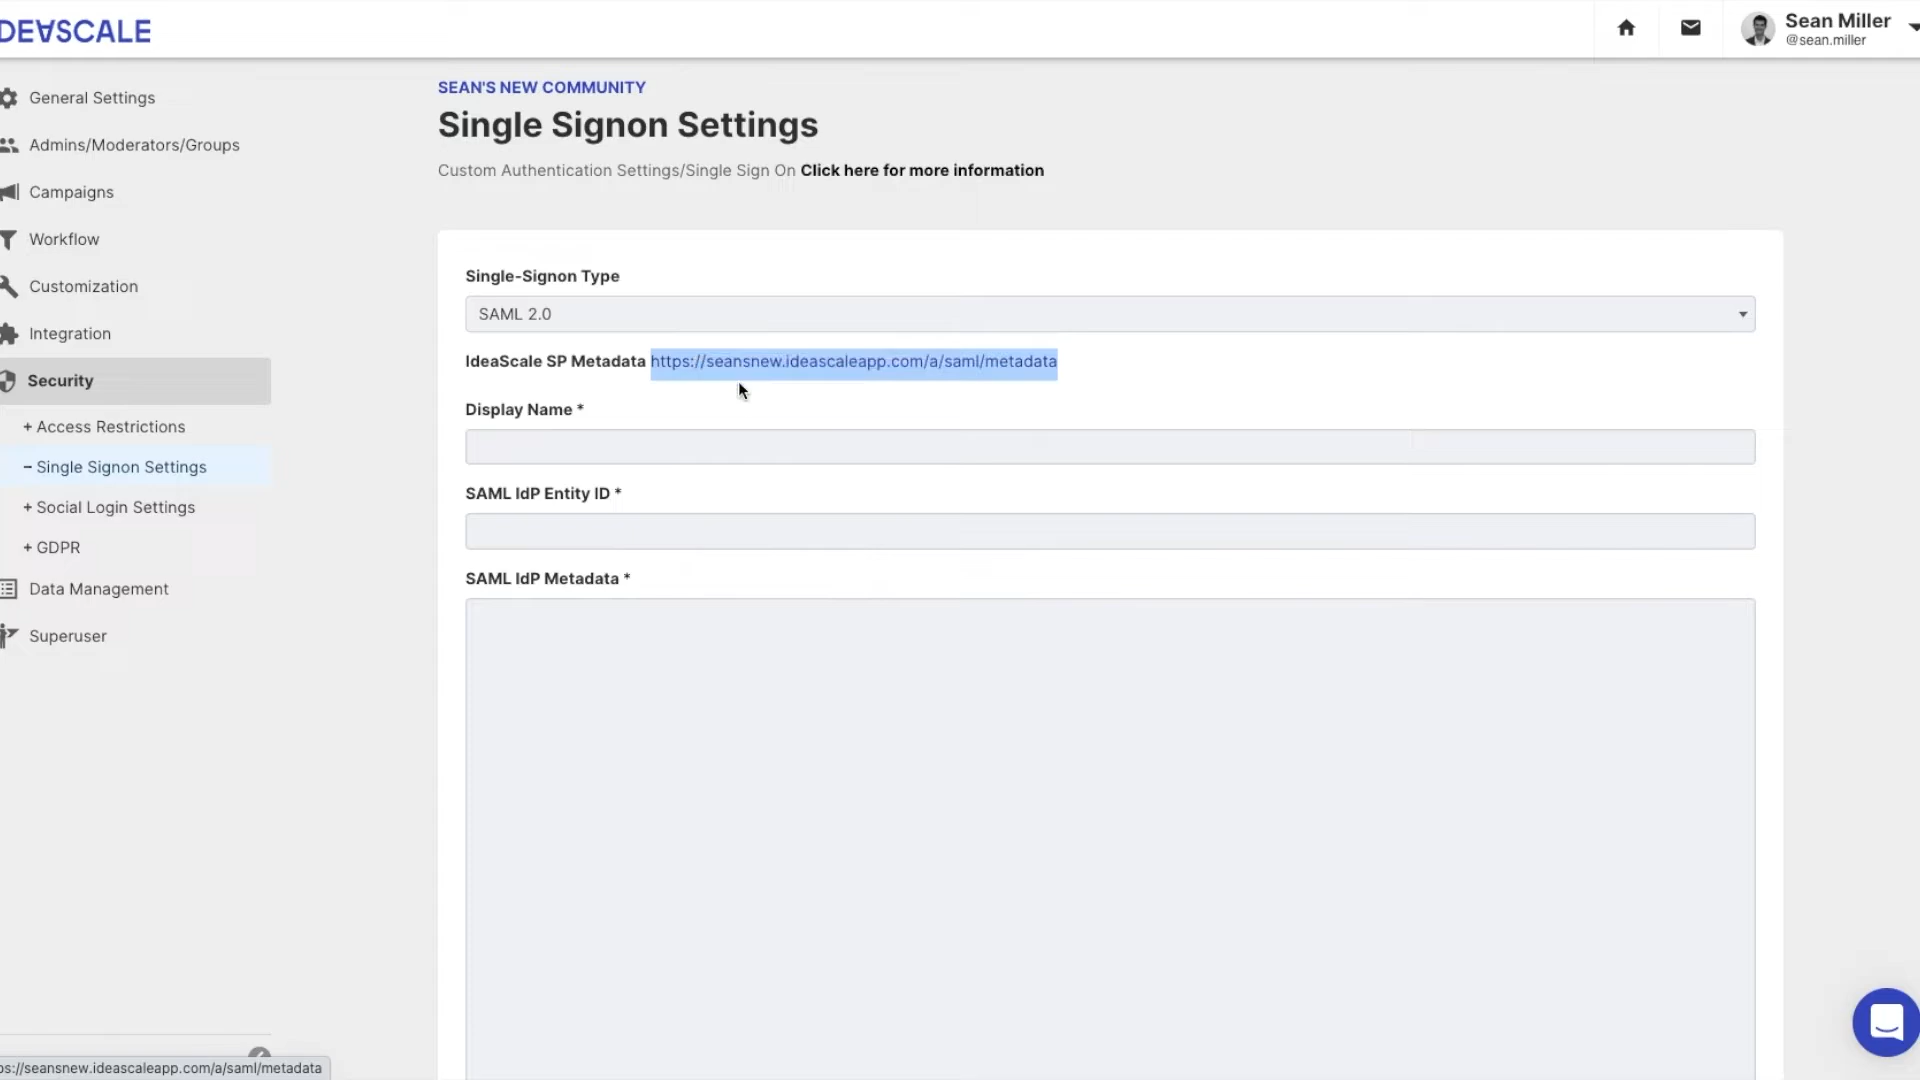 DEASCALE
Sean Miller
@sean.miller
General Settings
Admins/Moderators/Groups
Campaigns
Workflow
Customization
Integration
Security
+ Access Restrictions
– Single Signon Settings
+ Social Login Settings
+ GDPR
Data Management
Superuser
SEAN'S NEW COMMUNITY
Single Signon Settings
Custom Authentication Settings/Single Sign On Click here for more information
Single-Signon Type
SAML 2.0
IdeaScale SP Metadata https://seansnew.ideascaleapp.com/a/saml/metadata
Display Name *
SAML IdP Entity ID *
SAML IdP Metadata *
ps://seansnew.ideascaleapp.com/a/saml/metadata